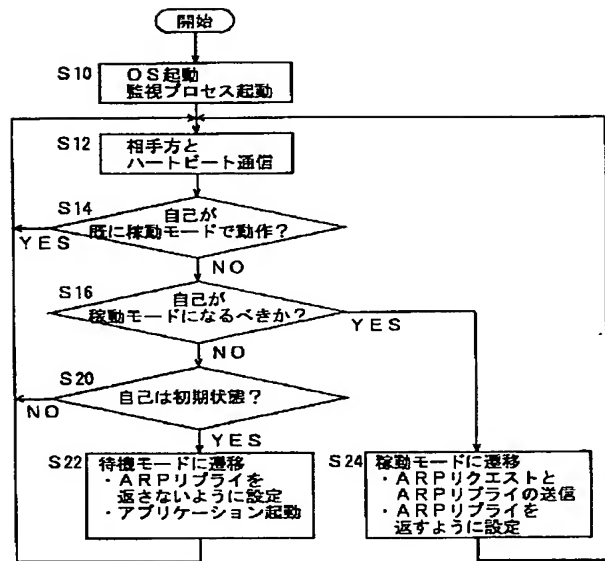 開始
S10
OS起動
監視プロセス起動
S12
相手方と
ハートビート通信
S14
自己が
既に稼動モードで動作?
YES
NO
S16
自己が
稼動モードになるべきか?
YES
NO
S20
自己は初期状態?
NO
YES
S22
待機モードに遷移
・ARPリプライを
返さないように設定
・アプリケーション起動
S24
稼動モードに遷移
・ARPリクエストと
ARPリプライの送信
・ARPリプライを
返すように設定